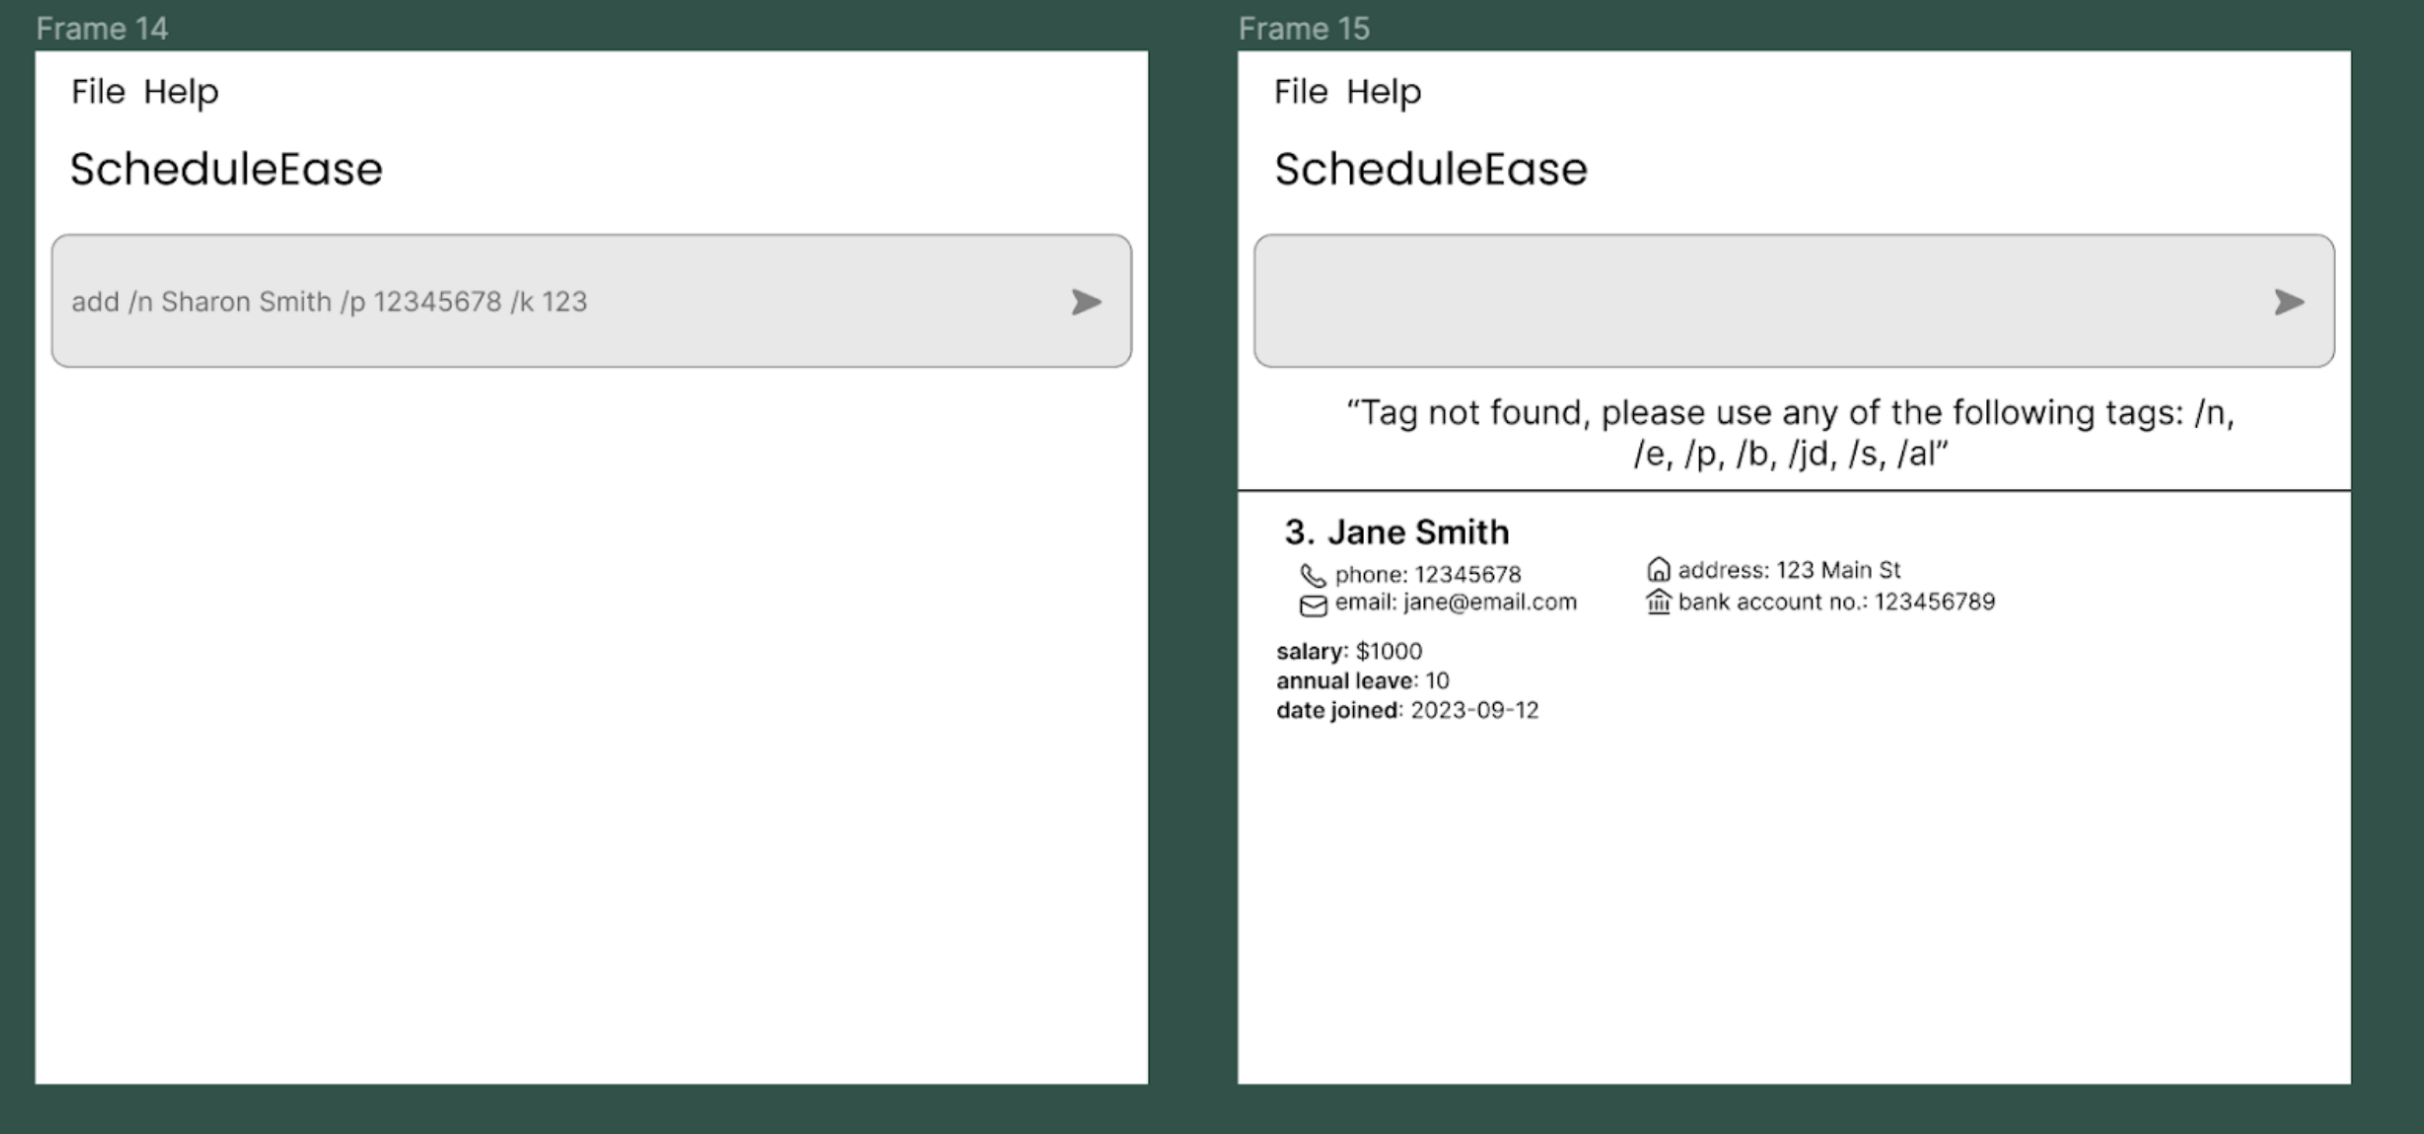 Frame 14
File Help
ScheduleEase
add /n Sharon Smith /p 12345678 /k 123
Frame 15
File Help
ScheduleEase
“Tag not found, please use any of the following tags: /n,
/e, /p, /b, /jd, /s, /al”
3. Jane Smith
phone: 12345678
email: jane@email.com
address: 123 Main St
bank account no.: 123456789
salary: $1000
annual leave: 10
date joined: 2023-09-12